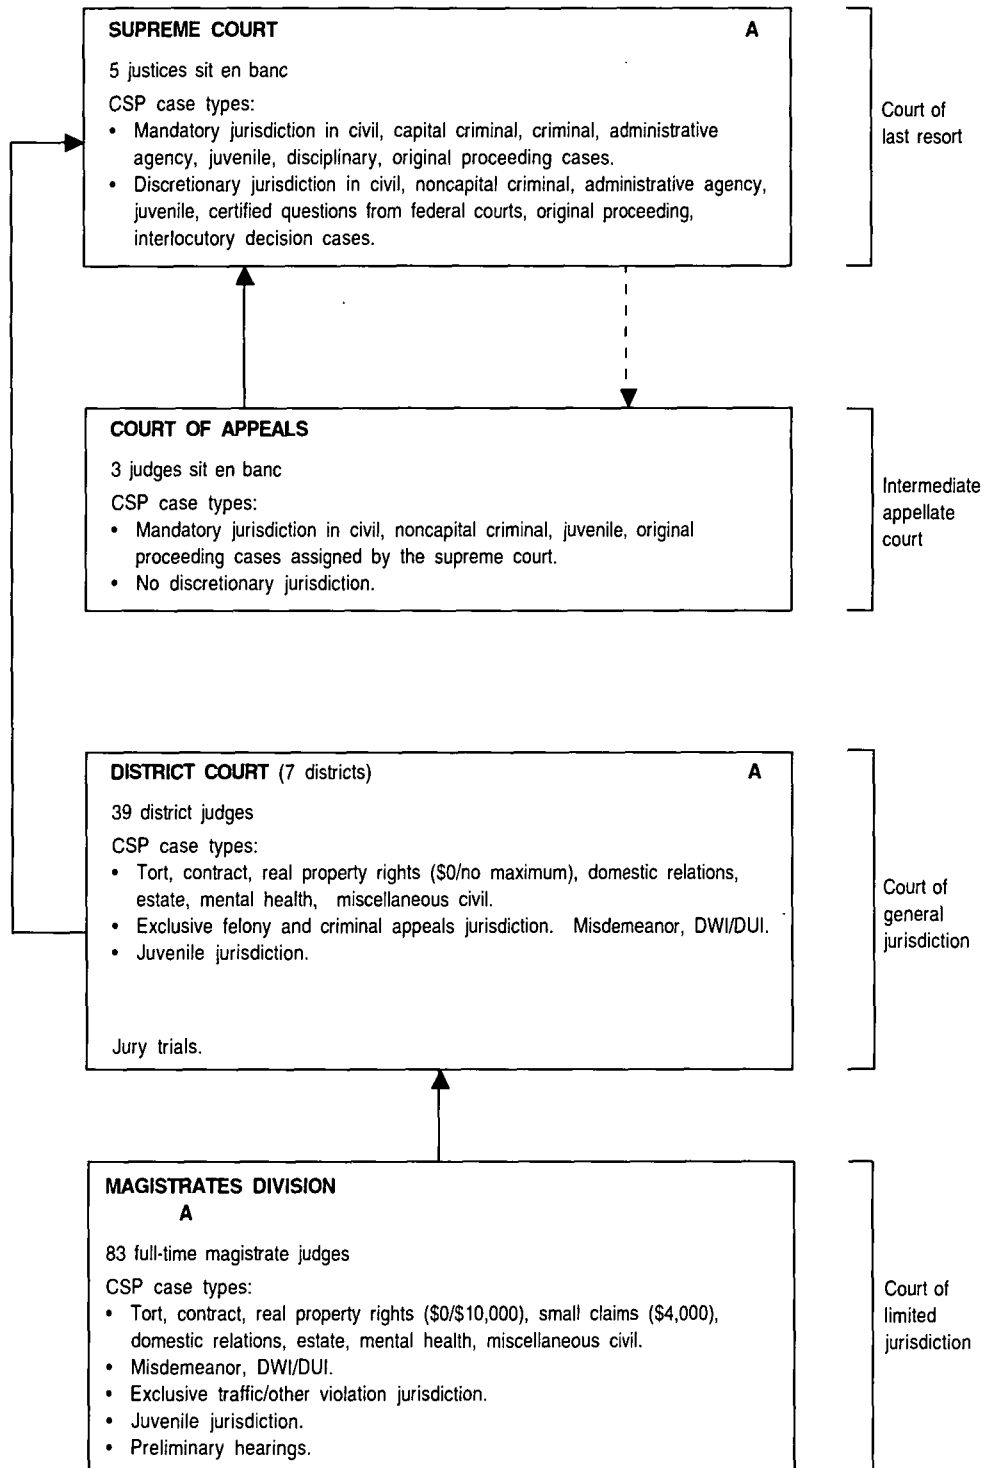 SUPREME COURT A
5 justices sit en banc
CSP case types:
• Mandatory jurisdiction in civil, capital criminal, criminal, administrative
agency, juvenile, disciplinary, original proceeding cases.
• Discretionary jurisdiction in civil, noncapital criminal, administrative agency,
juvenile, certified questions from federal courts, original proceeding,
interlocutory decision cases.
Court of
last resort
COURT OF APPEALS
3 judges sit en banc
CSP case types:
• Mandatory jurisdiction in civil, noncapital criminal, juvenile, original
proceeding cases assigned by the supreme court.
• No discretionary jurisdiction.
Intermediate
appellate
court
DISTRICT COURT (7 districts) A
39 district judges
CSP case types:
• Tort, contract, real property rights ($0/no maximum), domestic relations,
estate, mental health, miscellaneous civil.
• Exclusive felony and criminal appeals jurisdiction. Misdemeanor, DWI/DUI.
• Juvenile jurisdiction.
Jury trials.
Court of
general
jurisdiction
MAGISTRATES DIVISION
A
83 full-time magistrate judges
CSP case types:
• Tort, contract, real property rights ($0/$10,000), small claims ($4,000),
domestic relations, estate, mental health, miscellaneous civil.
• Misdemeanor, DWI/DUI.
• Exclusive traffic/other violation jurisdiction.
• Juvenile jurisdiction.
• Preliminary hearings.
Court of
limited
jurisdiction